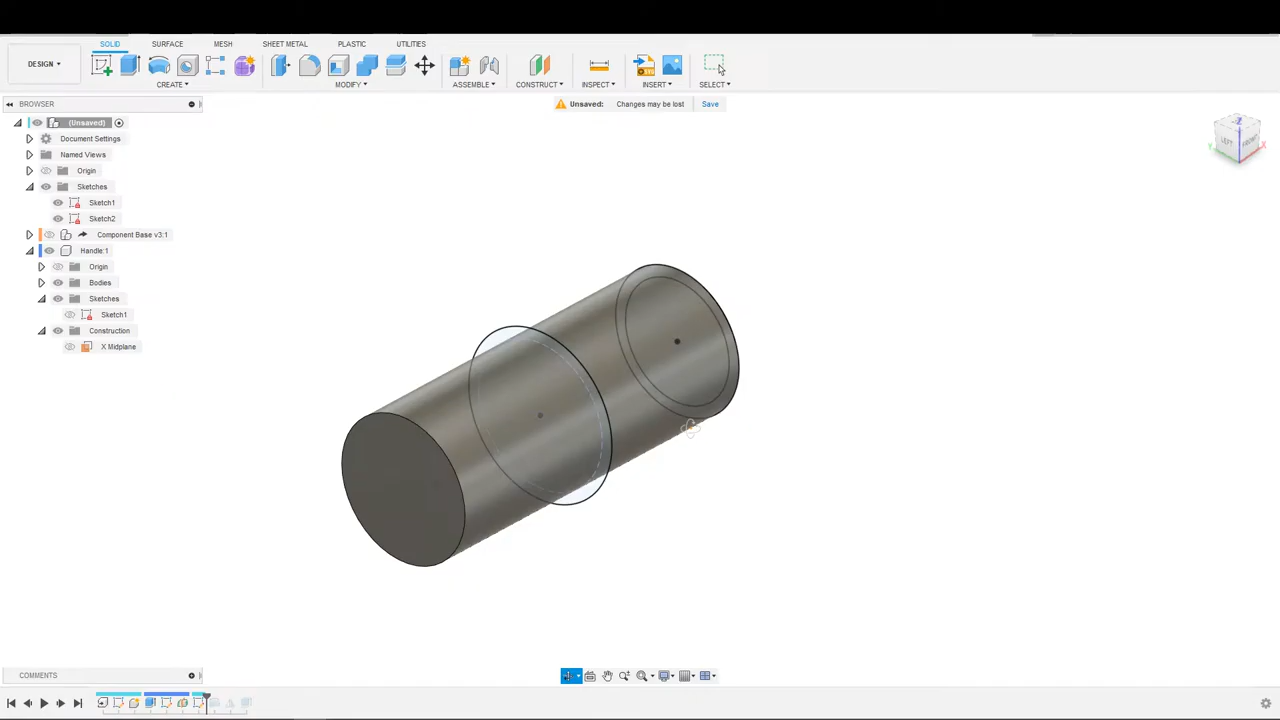 SOLID SURFACE MESH SHEET METAL PLASTIC UTILITIES
DESIGN
CREATE MODIFY ASSEMBLE CONSTRUCT INSPECT INSERT SELECT
BROWSER
Unsaved: Changes may be lost Save
(Unsaved)
Document Settings
Named Views
Origin
Sketches
Sketch1
Sketch2
Component Base v3:1
Handle:1
Origin
Bodies
Sketches
Sketch1
Construction
X Midplane
LEFT FRONT
Z
Y
X
COMMENTS